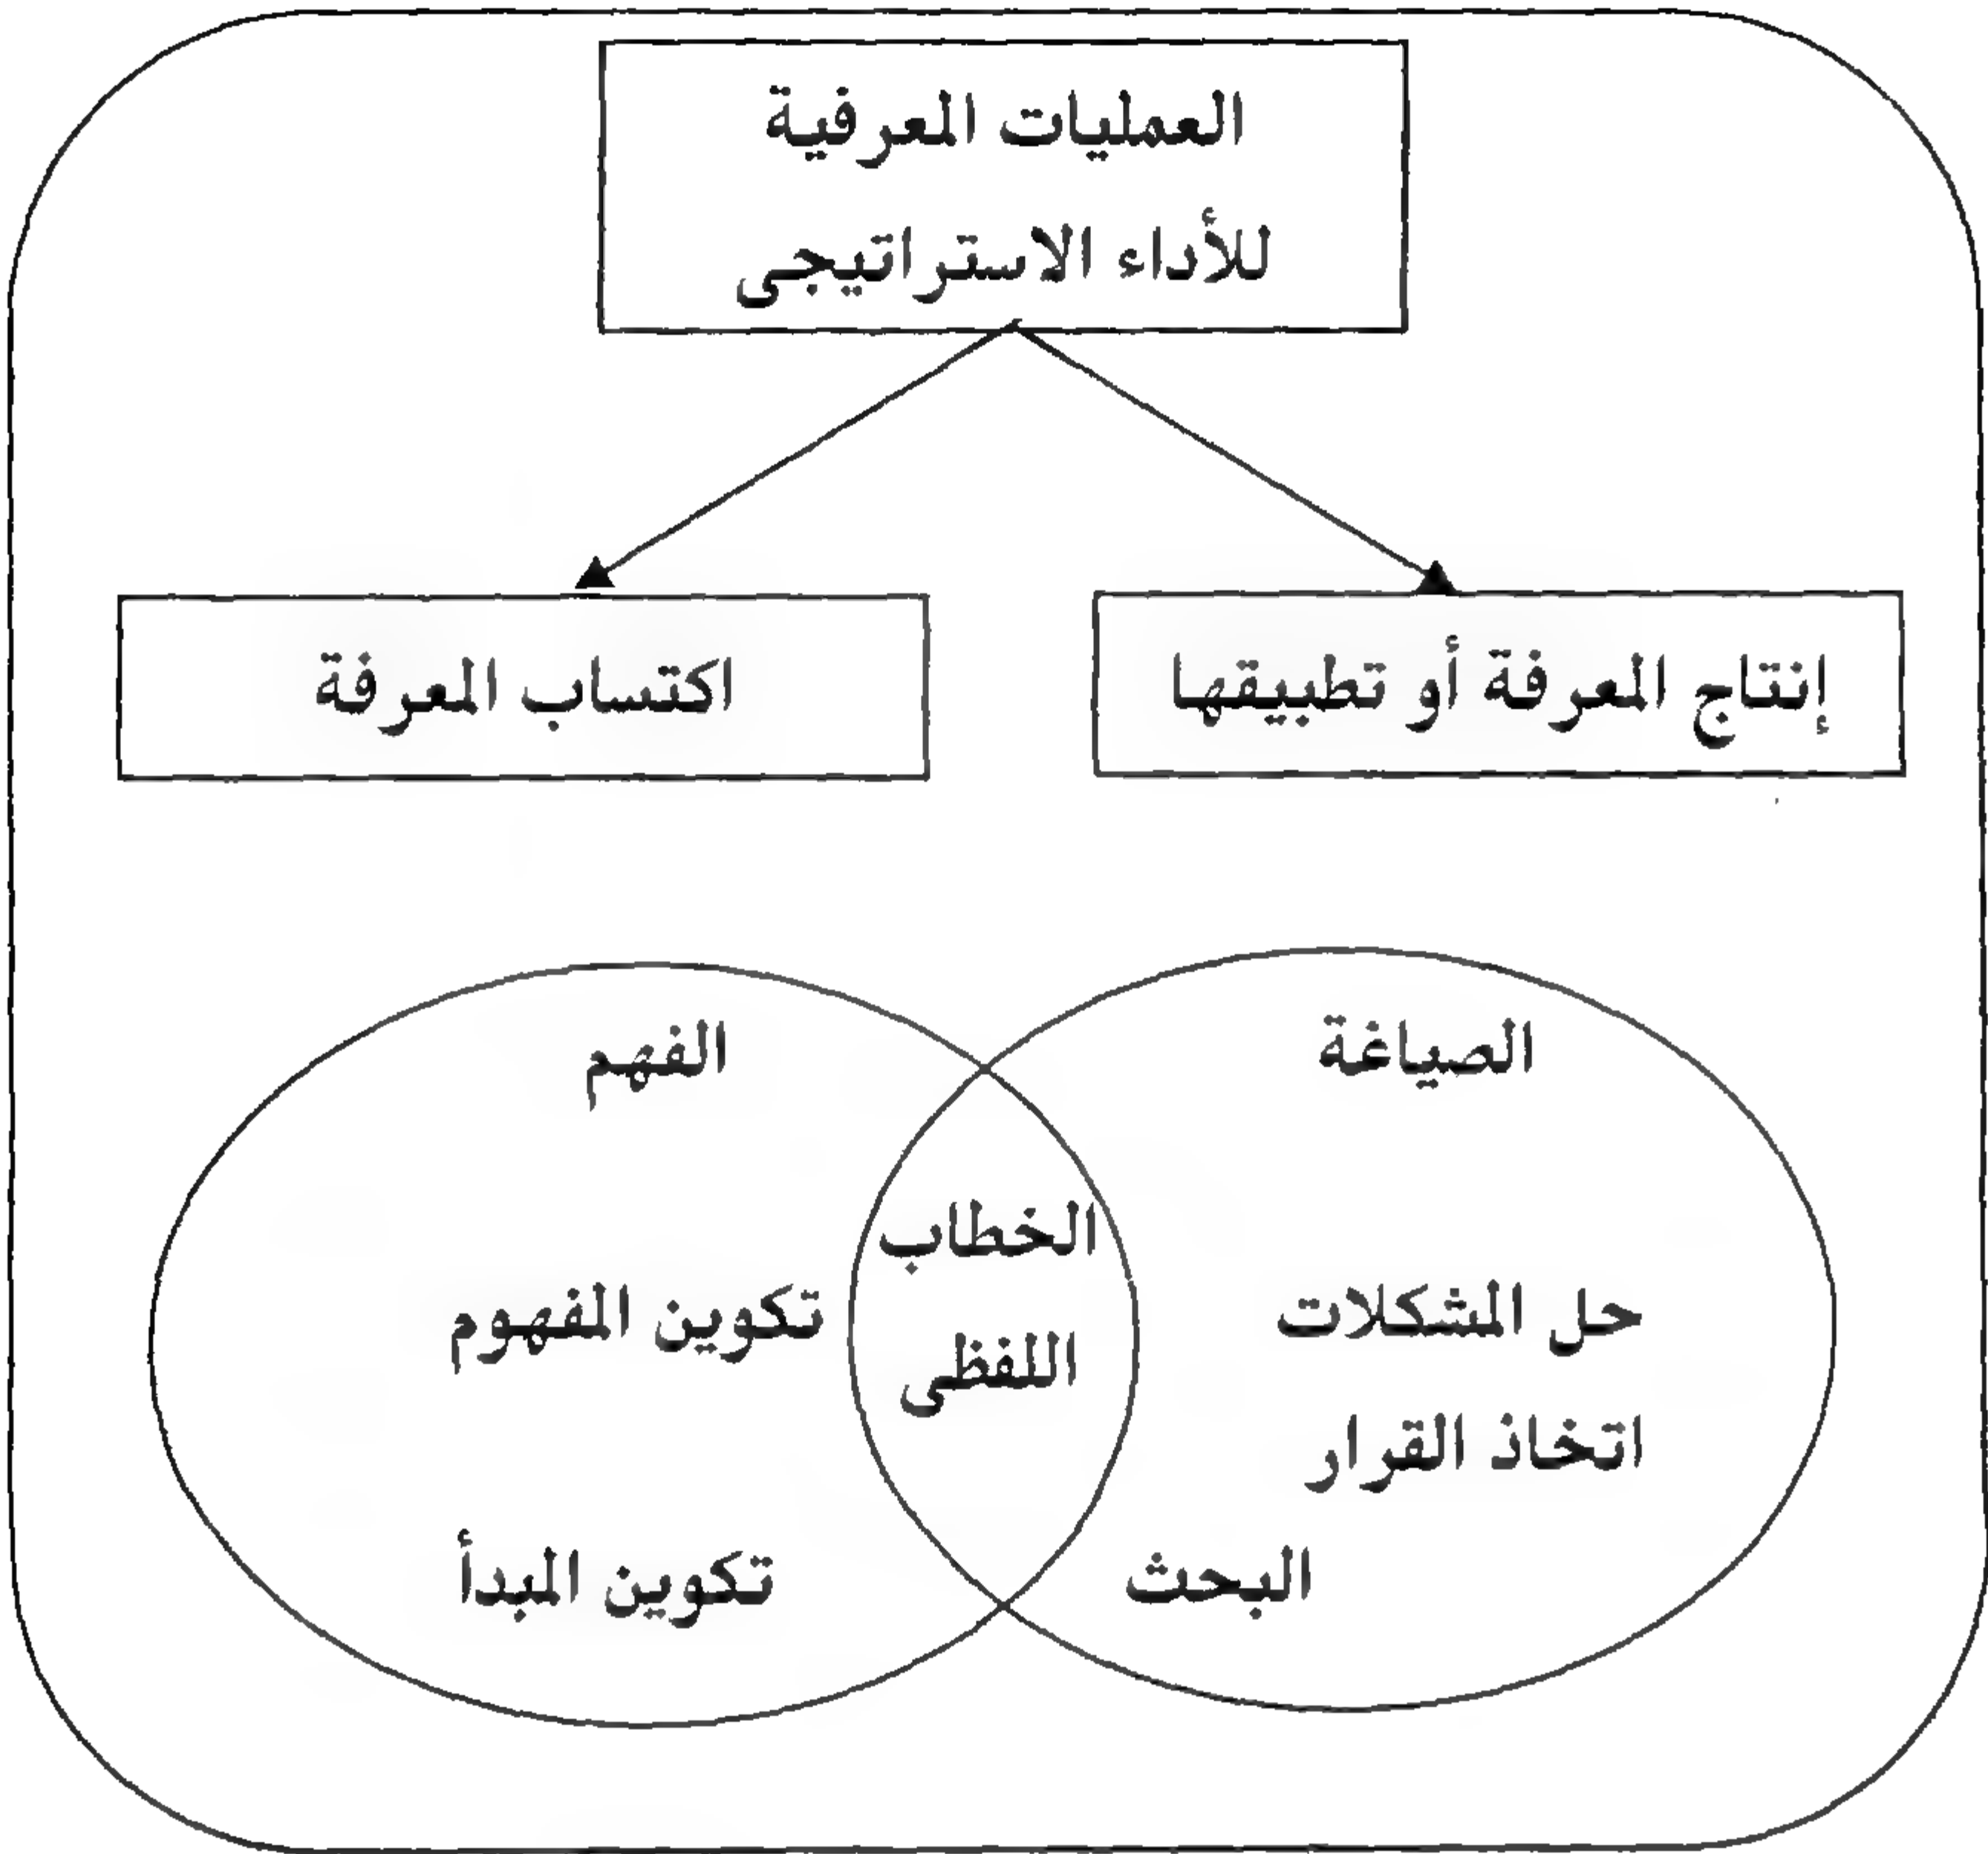 العمليات المعرفية
للأداء الاستراتيجى
إنتاج المعرفة أو تطبيقها
اكتساب المعرفة
الصياغة
حل المشكلات
اتخاذ القرار
البحث
الخطاب
اللفظى
الفهم
تكوين المفهوم
تكوين المبدأ